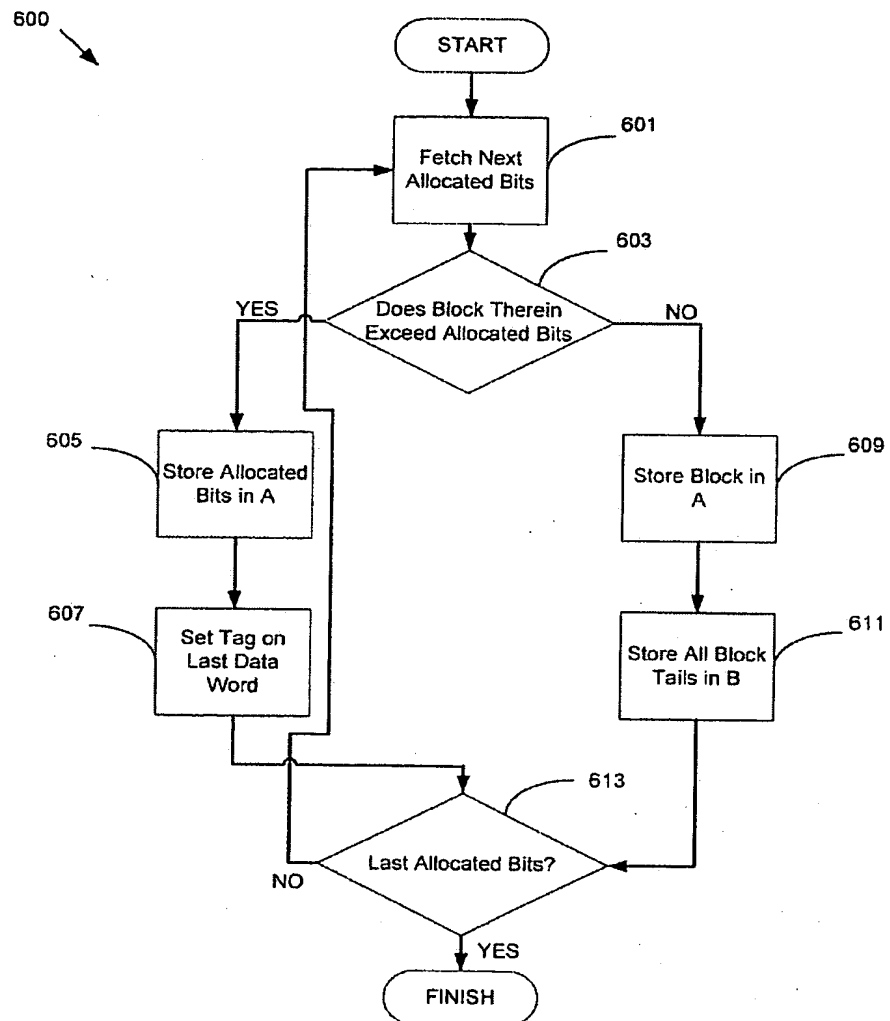 600
START
601
Fetch Next
Allocated Bits
603
YES
Does Block Therein
Exceed Allocated Bits
NO
605
Store Allocated
Bits in A
609
Store Block in
A
607
Set Tag on
Last Data
Word
611
Store All Block
Tails in B
613
Last Allocated Bits?
NO
YES
FINISH